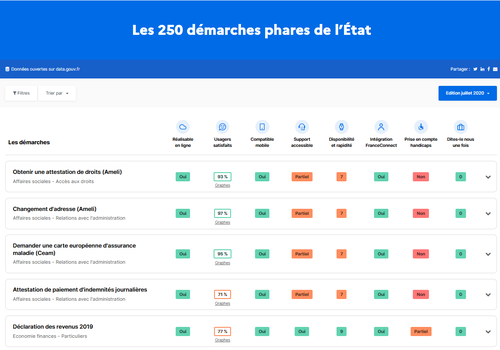 Les 250 démarches phares de l'État
Données ouvertes sur data.gouv.fr
Partager :
Filtres
Trier par
Edition juillet 2020
Les démarches
Réalisable en ligne
Usagers satisfaits
Compatible mobile
Support accessible
Disponibilité et rapidité
Intégration FranceConnect
Prise en compte handicaps
Dites-le nous une fois
Obtenir une attestation de droits (Ameli)
Affaires sociales - Accès aux droits
Oui
93 %
Graphes
Oui
Partiel
7
Oui
Non
0
Changement d'adresse (Ameli)
Affaires sociales - Relations avec l'administration
Oui
97 %
Graphes
Oui
Partiel
7
Oui
Non
0
Demander une carte européenne d'assurance
maladie (Ceam)
Affaires sociales - Relations avec l'administration
Oui
95 %
Graphes
Oui
Partiel
7
Oui
Non
0
Attestation de paiement d'indemnités journalières
Affaires sociales - Relations avec l'administration
Oui
71 %
Graphes
Oui
Partiel
7
Oui
Non
0
Déclaration des revenus 2019
Economie finances - Particuliers
Oui
77 %
Graphes
Oui
Oui
9
Oui
Partiel
0